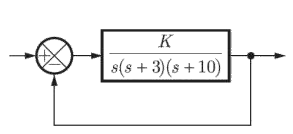 +
−
K
s(s + 3)(s + 10)